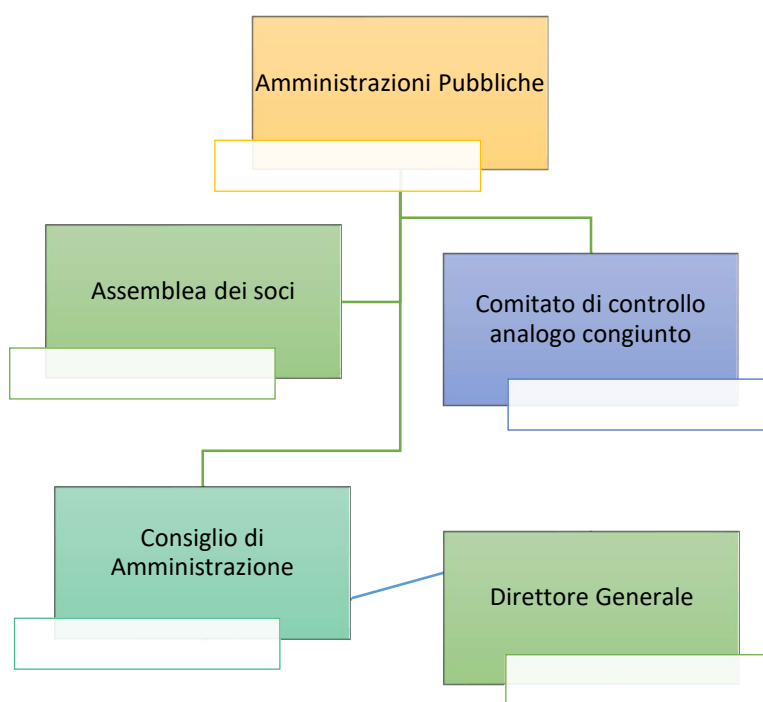 Amministrazioni Pubbliche
Assemblea dei soci
Comitato di controllo
analogo congiunto
Consiglio di
Amministrazione
Direttore Generale